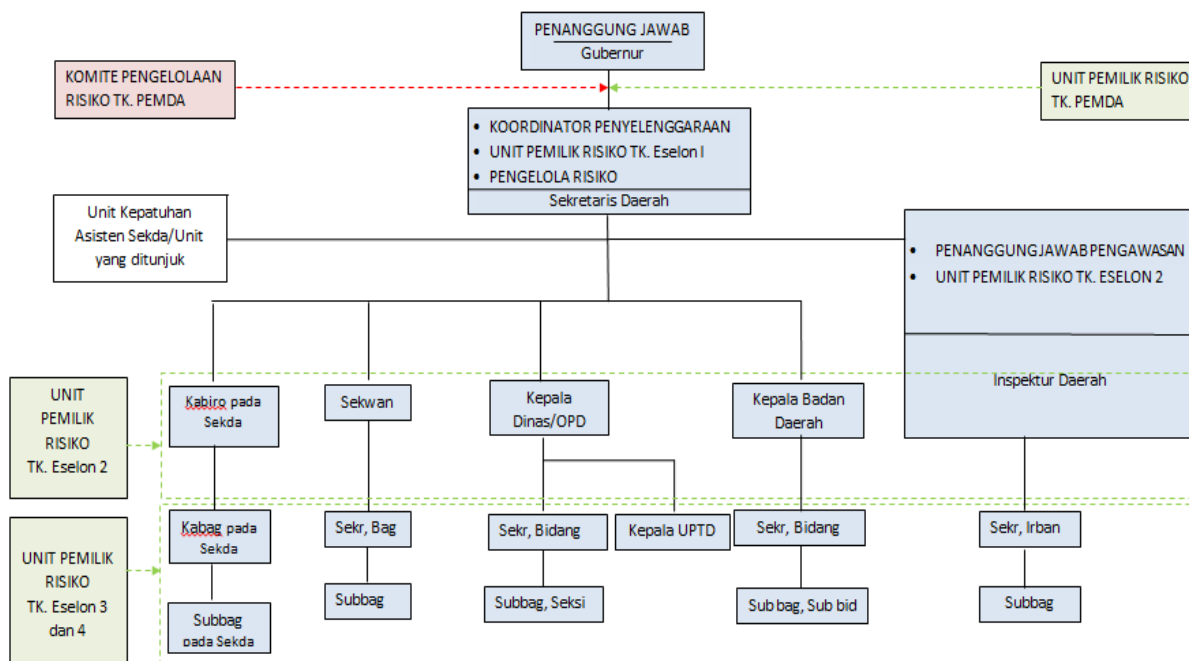 PENANGGUNG JAWAB
Gubernur
KOMITE PENGELOLAAN
RISIKO TK. PEMDA
UNIT PEMILIK RISIKO
TK. PEMDA
• KOORDINATOR PENYELENGGARAAN
• UNIT PEMILIK RISIKO TK. Eselon I
• PENGELOLA RISIKO
Sekretaris Daerah
Unit Kepatuhan
Asisten Sekda/Unit
yang ditunjuk
• PENANGGUNG JAWAB PENGAWASAN
• UNIT PEMILIK RISIKO TK. ESELON 2
Inspektur Daerah
UNIT
PEMILIK
RISIKO
TK. Eselon 2
Kabiro pada
Sekda
Sekwan
Kepala
Dinas/OPD
Kepala Badan
Daerah
UNIT PEMILIK
RISIKO
TK. Eselon 3
dan 4
Kabag pada
Sekda
Sekr, Bag
Sekr, Bidang
Kepala UPTD
Sekr, Bidang
Sekr, Irban
Subbag
pada Sekda
Subbag
Subbag, Seksi
Sub bag, Sub bid
Subbag